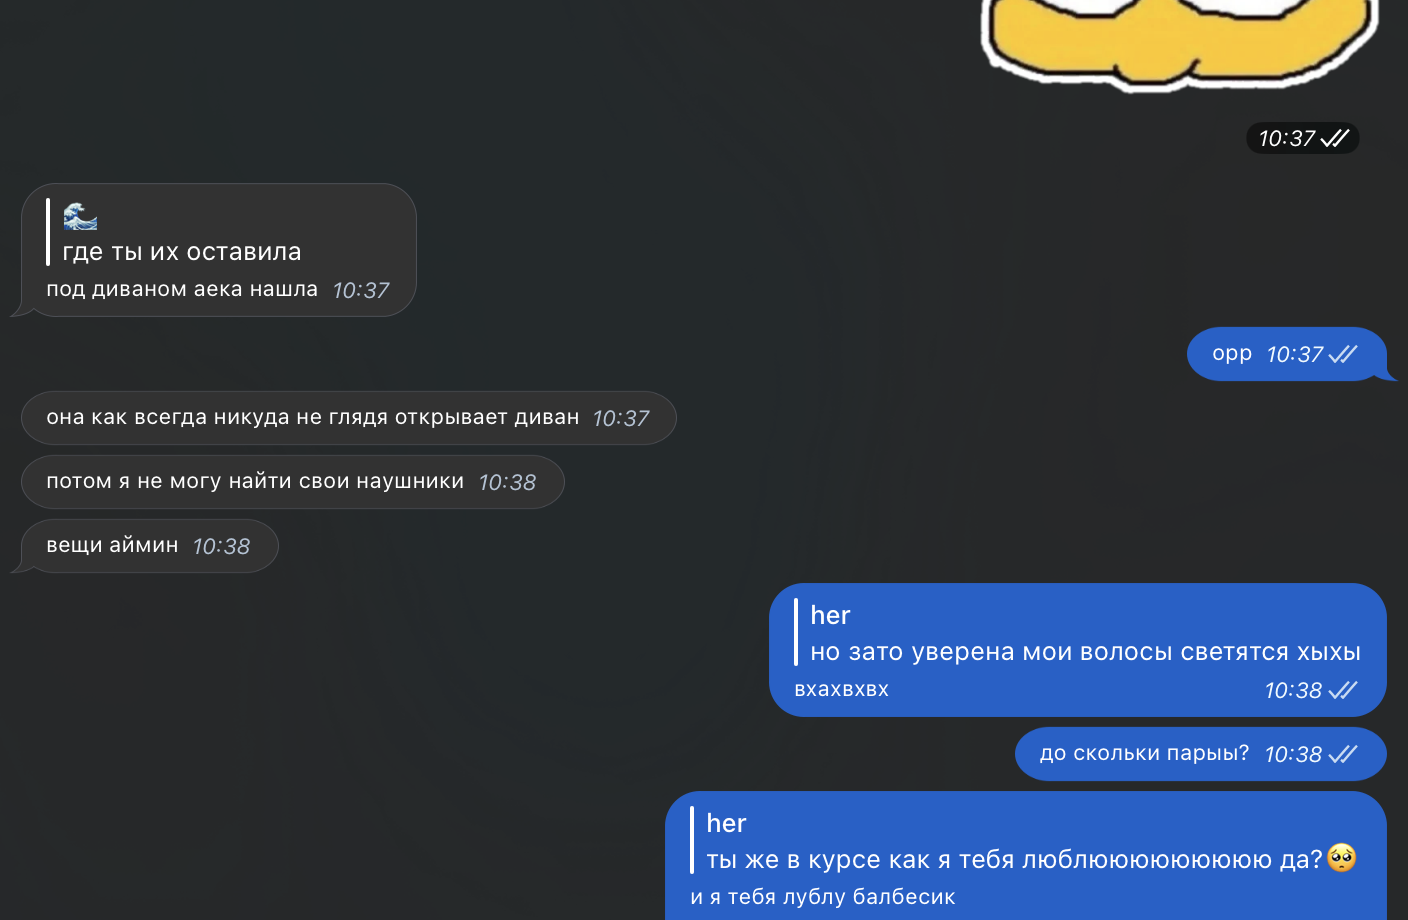 10:37
🌊
где ты их оставила
под диваном аека нашла 10:37
орр 10:37
она как всегда никуда не глядя открывает диван 10:37
потом я не могу найти свои наушники 10:38
вещи аймин 10:38
her
но зато уверена мои волосы светятся хыхы
вхахвхвх 10:38
до скольки парыы? 10:38
her
ты же в курсе как я тебя люблюююююююююю да?🥺
и я тебя лублу балбесик